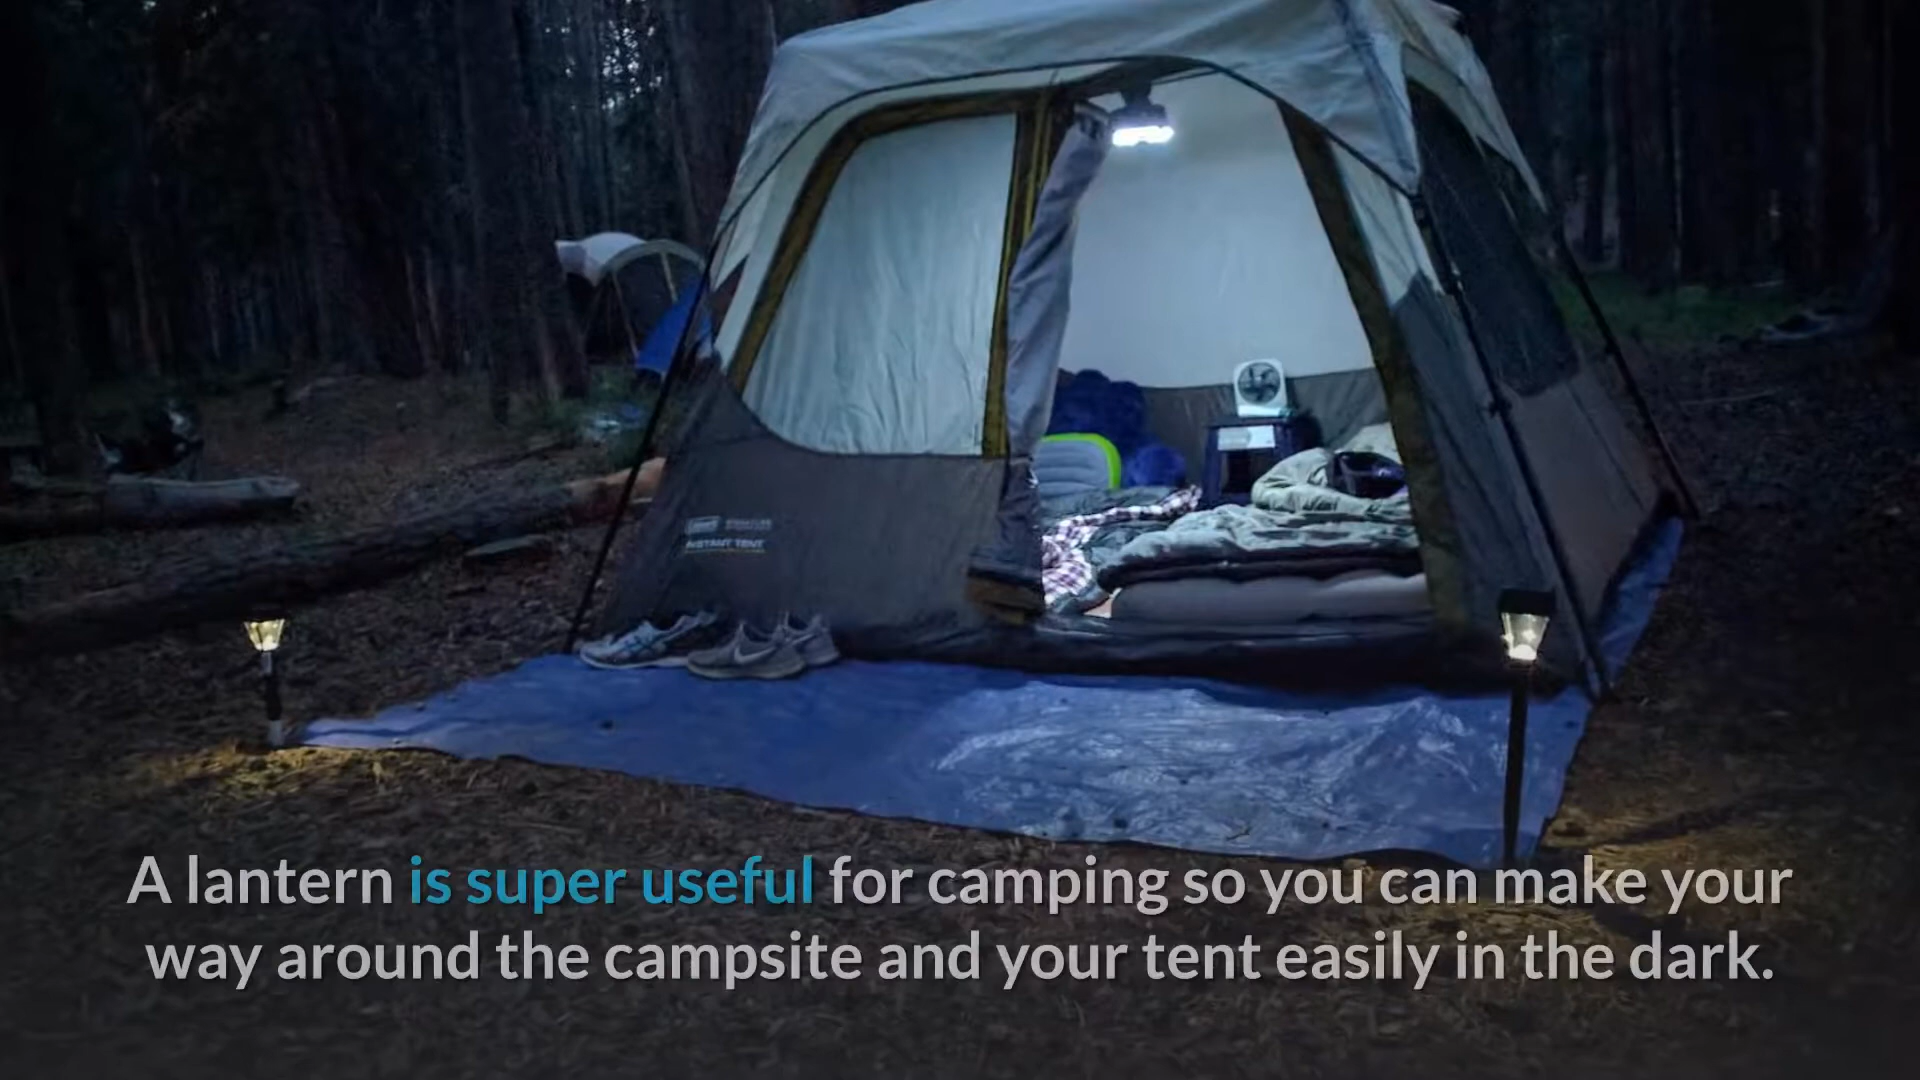 INSTANT TENT
A lantern is super useful for camping so you can make your
way around the campsite and your tent easily in the dark.